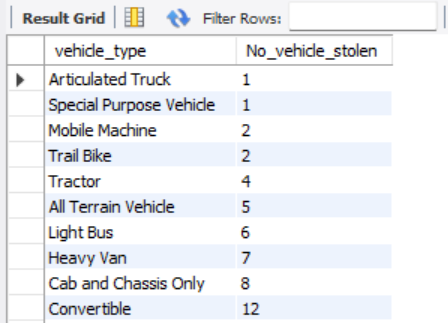 Result Grid Filter Rows:
vehicle_type No_vehicle_stolen
Articulated Truck 1
Special Purpose Vehicle 1
Mobile Machine 2
Trail Bike 2
Tractor 4
All Terrain Vehicle 5
Light Bus 6
Heavy Van 7
Cab and Chassis Only 8
Convertible 12